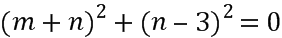 (m + n)² + (n – 3)² = 0